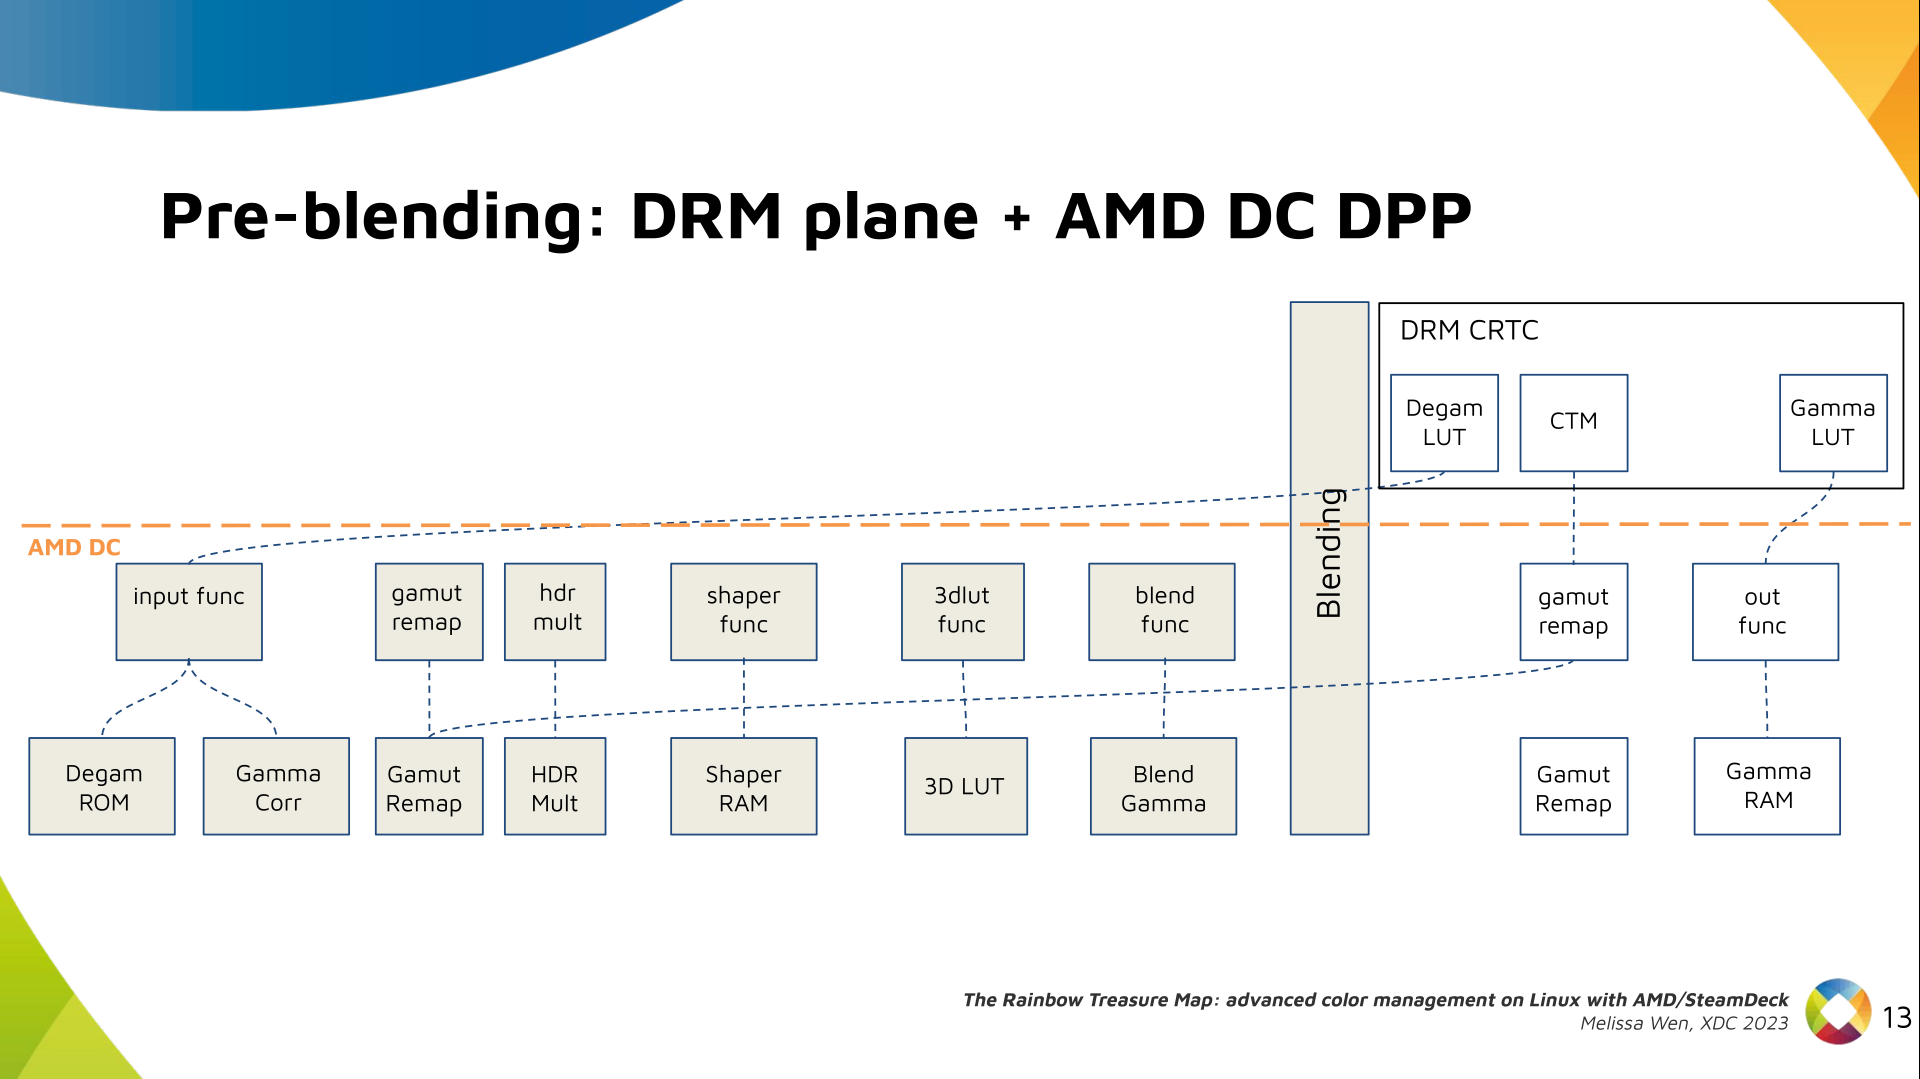 Pre-blending: DRM plane + AMD DC DPP
DRM CRTC
Degam
LUT
CTM
Gamma
LUT
Blending
AMD DC
input func
gamut
remap
hdr
mult
shaper
func
3dlut
func
blend
func
gamut
remap
out
func
Degam
ROM
Gamma
Corr
Gamut
Remap
HDR
Mult
Shaper
RAM
3D LUT
Blend
Gamma
Gamut
Remap
Gamma
RAM
The Rainbow Treasure Map: advanced color management on Linux with AMD/SteamDeck
Melissa Wen, XDC 2023
13